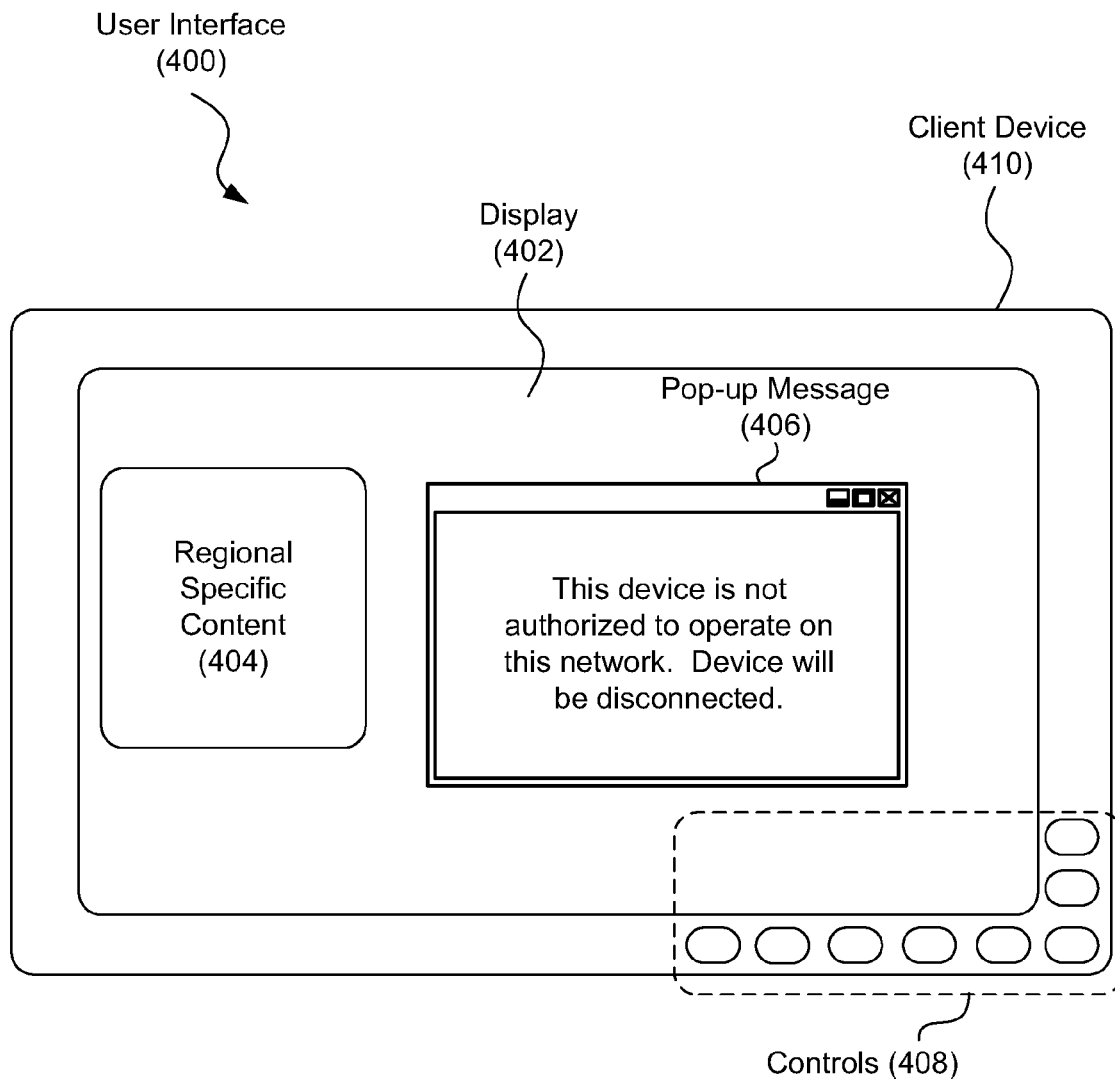 User Interface
(400)
Client Device
(410)
Display
(402)
Pop-up Message
(406)
Regional
Specific
Content
(404)
This device is not
authorized to operate on
this network.  Device will
be disconnected.
Controls (408)